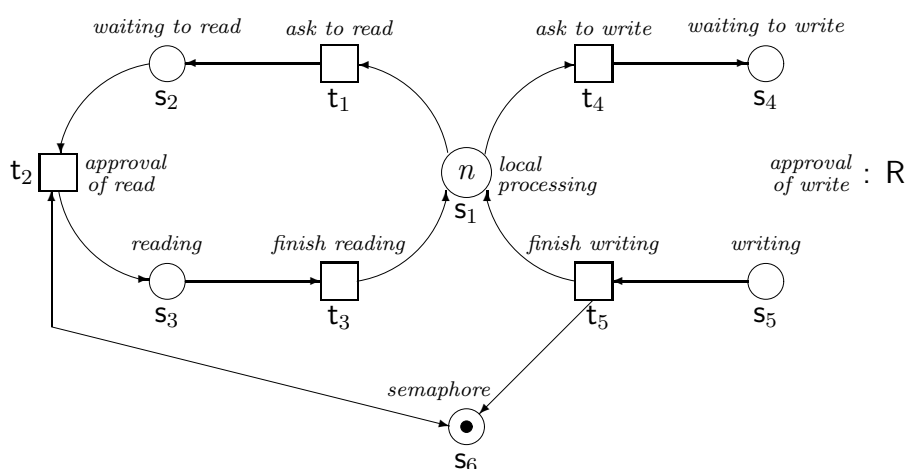 waiting to read
ask to read
ask to write
waiting to write
s₂
t₁
t₄
s₄
t₂
approval
of read
n
local
processing
s₁
approval
of write : R
reading
finish reading
finish writing
writing
s₃
t₃
t₅
s₅
semaphore
s₆